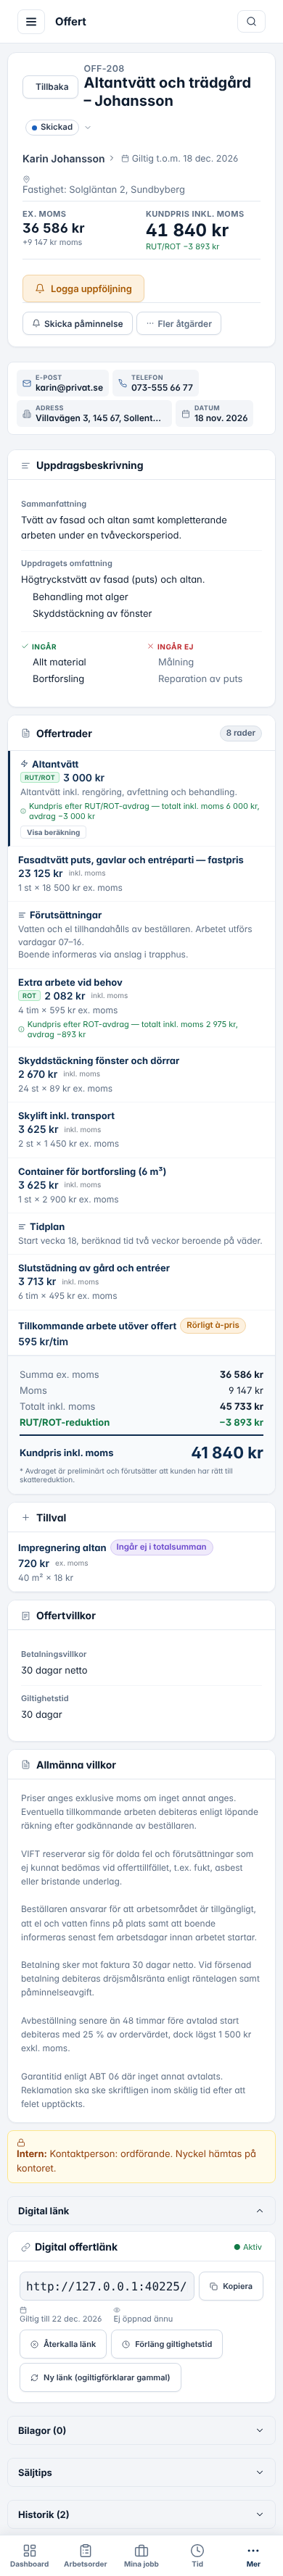 Offert
OFF-208
Tillbaka
Altantvätt och trädgård
– Johansson
Skickad
Karin Johansson
Giltig t.o.m. 18 dec. 2026
Fastighet: Solgläntan 2, Sundbyberg
EX. MOMS
KUNDPRIS INKL. MOMS
36 586 kr
41 840 kr
+9 147 kr moms
RUT/ROT −3 893 kr
Logga uppföljning
Skicka påminnelse
Fler åtgärder
E-POST
karin@privat.se
TELEFON
073-555 66 77
ADRESS
Villavägen 3, 145 67, Sollent...
DATUM
18 nov. 2026
Uppdragsbeskrivning
Sammanfattning
Tvätt av fasad och altan samt kompletterande
arbeten under en tvåveckorsperiod.
Uppdragets omfattning
Högtryckstvätt av fasad (puts) och altan.
Behandling mot alger
Skyddstäckning av fönster
INGÅR
INGÅR EJ
Allt material
Målning
Bortforsling
Reparation av puts
Offertrader
8 rader
Altantvätt
RUT/ROT 3 000 kr
Altantvätt inkl. rengöring, avfettning och behandling.
Kundpris efter RUT/ROT-avdrag — totalt inkl. moms 6 000 kr,
avdrag −3 000 kr
Visa beräkning
Fasadtvätt puts, gavlar och entréparti — fastpris
23 125 kr inkl. moms
1 st × 18 500 kr ex. moms
Förutsättningar
Vatten och el tillhandahålls av beställaren. Arbetet utförs
vardagar 07–16.
Boende informeras via anslag i trapphus.
Extra arbete vid behov
ROT 2 082 kr inkl. moms
4 tim × 595 kr ex. moms
Kundpris efter ROT-avdrag — totalt inkl. moms 2 975 kr,
avdrag −893 kr
Skyddstäckning fönster och dörrar
2 670 kr inkl. moms
24 st × 89 kr ex. moms
Skylift inkl. transport
3 625 kr inkl. moms
2 st × 1 450 kr ex. moms
Container för bortforsling (6 m³)
3 625 kr inkl. moms
1 st × 2 900 kr ex. moms
Tidplan
Start vecka 18, beräknad tid två veckor beroende på väder.
Slutstädning av gård och entréer
3 713 kr inkl. moms
6 tim × 495 kr ex. moms
Tillkommande arbete utöver offert Rörligt à-pris
595 kr/tim
Summa ex. moms 36 586 kr
Moms 9 147 kr
Totalt inkl. moms 45 733 kr
RUT/ROT-reduktion −3 893 kr
Kundpris inkl. moms 41 840 kr
* Avdraget är preliminärt och förutsätter att kunden har rätt till
skattereduktion.
Tillval
Impregnering altan Ingår ej i totalsumman
720 kr ex. moms
40 m² × 18 kr
Offertvillkor
Betalningsvillkor
30 dagar netto
Giltighetstid
30 dagar
Allmänna villkor
Priser anges exklusive moms om inget annat anges.
Eventuella tillkommande arbeten debiteras enligt löpande
räkning efter godkännande av beställaren.
VIFT reserverar sig för dolda fel och förutsättningar som
ej kunnat bedömas vid offerttillfället, t.ex. fukt, asbest
eller bristande underlag.
Beställaren ansvarar för att arbetsområdet är tillgängligt,
att el och vatten finns på plats samt att boende
informeras senast fem arbetsdagar innan arbetet startar.
Betalning sker mot faktura 30 dagar netto. Vid försenad
betalning debiteras dröjsmålsränta enligt räntelagen samt
påminnelseavgift.
Avbeställning senare än 48 timmar före avtalad start
debiteras med 25 % av ordervärdet, dock lägst 1 500 kr
exkl. moms.
Garantitid enligt ABT 06 där inget annat avtalats.
Reklamation ska ske skriftligen inom skälig tid efter att
felet upptäckts.
Intern: Kontaktperson: ordförande. Nyckel hämtas på
kontoret.
Digital länk
Digital offertlänk
Aktiv
http://127.0.0.1:40225/
Kopiera
Giltig till 22 dec. 2026
Ej öppnad ännu
Återkalla länk
Förläng giltighetstid
Ny länk (ogiltigförklarar gammal)
Bilagor (0)
Säljtips
Historik (2)
Dashboard
Arbetsorder
Mina jobb
Tid
Mer